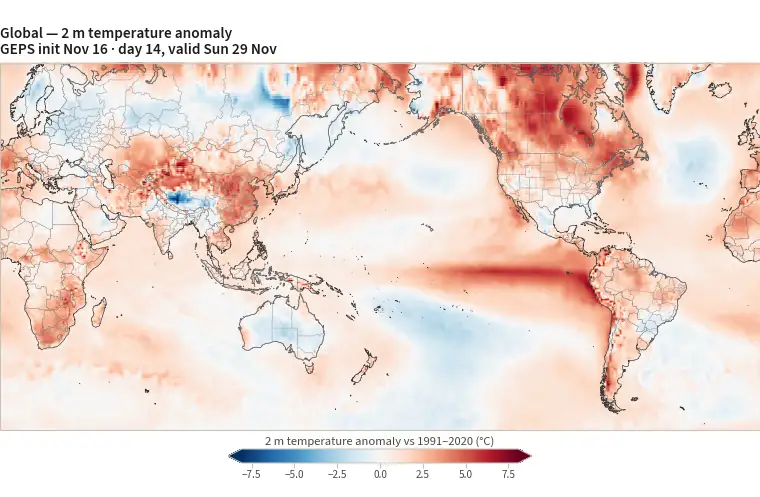 Global — 2 m temperature anomaly
GEPS init Nov 16 · day 14, valid Sun 29 Nov
2 m temperature anomaly vs 1991–2020 (°C)
−7.5 −5.0 −2.5 0.0 2.5 5.0 7.5